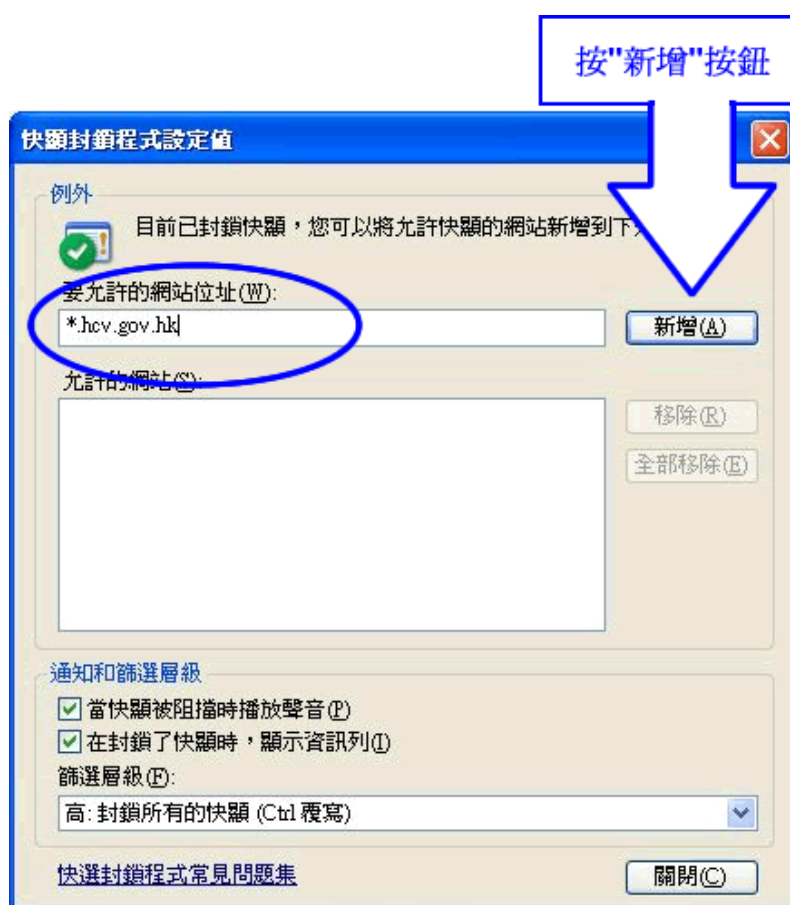 按"新增"按鈕
快顯封鎖程式設定值
例外
目前已封鎖快顯，您可以將允許快顯的網站新增到下
要允許的網站位址(W):
*.hcv.gov.hk
新增(A)
允許的網站(S):
移除(R)
全部移除(E)
通知和篩選層級
當快顯被阻擋時播放聲音(P)
在封鎖了快顯時，顯示資訊列(I)
篩選層級(F):
高: 封鎖所有的快顯 (Ctrl 覆寫)
快選封鎖程式常見問題集
關閉(C)